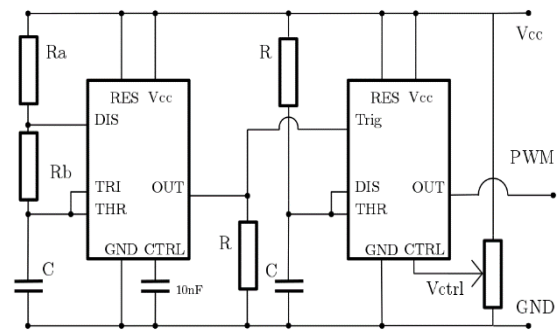 Vcc
Ra
R
RES Vcc
RES Vcc
DIS
Trig
Rb
PWM
TRI
OUT
DIS
OUT
THR
THR
GND CTRL
R
GND CTRL
C
10nF
C
Vctrl
GND